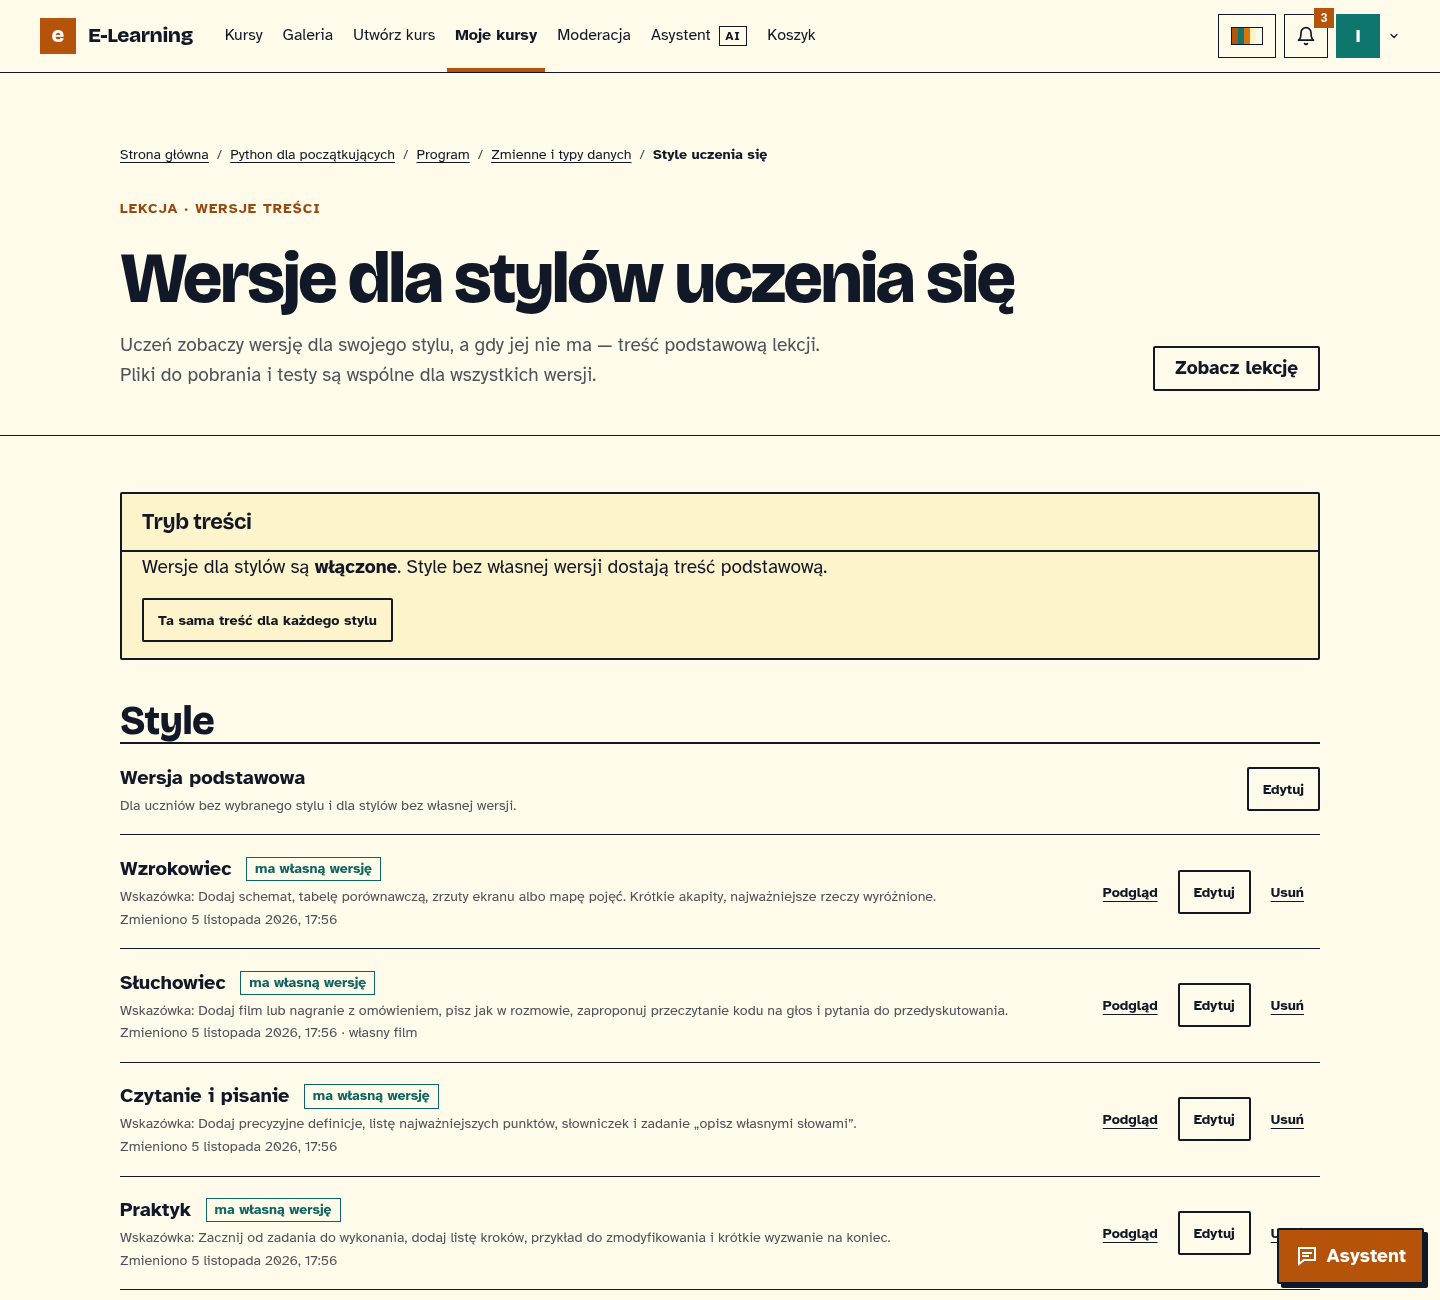 e E-Learning Kursy Galeria Utwórz kurs Moje kursy Moderacja Asystent AI Koszyk 3 I
Strona główna / Python dla początkujących / Program / Zmienne i typy danych / Style uczenia się
LEKCJA · WERSJE TREŚCI
Wersje dla stylów uczenia się
Uczeń zobaczy wersję dla swojego stylu, a gdy jej nie ma — treść podstawową lekcji.
Pliki do pobrania i testy są wspólne dla wszystkich wersji.
Zobacz lekcję
Tryb treści
Wersje dla stylów są włączone. Style bez własnej wersji dostają treść podstawową.
Ta sama treść dla każdego stylu
Style
Wersja podstawowa
Dla uczniów bez wybranego stylu i dla stylów bez własnej wersji.
Edytuj
Wzrokowiec ma własną wersję
Wskazówka: Dodaj schemat, tabelę porównawczą, zrzuty ekranu albo mapę pojęć. Krótkie akapity, najważniejsze rzeczy wyróżnione.
Zmieniono 5 listopada 2026, 17:56
Podgląd Edytuj Usuń
Słuchowiec ma własną wersję
Wskazówka: Dodaj film lub nagranie z omówieniem, pisz jak w rozmowie, zaproponuj przeczytanie kodu na głos i pytania do przedyskutowania.
Zmieniono 5 listopada 2026, 17:56 · własny film
Podgląd Edytuj Usuń
Czytanie i pisanie ma własną wersję
Wskazówka: Dodaj precyzyjne definicje, listę najważniejszych punktów, słowniczek i zadanie „opisz własnymi słowami”.
Zmieniono 5 listopada 2026, 17:56
Podgląd Edytuj Usuń
Praktyk ma własną wersję
Wskazówka: Zacznij od zadania do wykonania, dodaj listę kroków, przykład do zmodyfikowania i krótkie wyzwanie na koniec.
Zmieniono 5 listopada 2026, 17:56
Podgląd Edytuj
Asystent